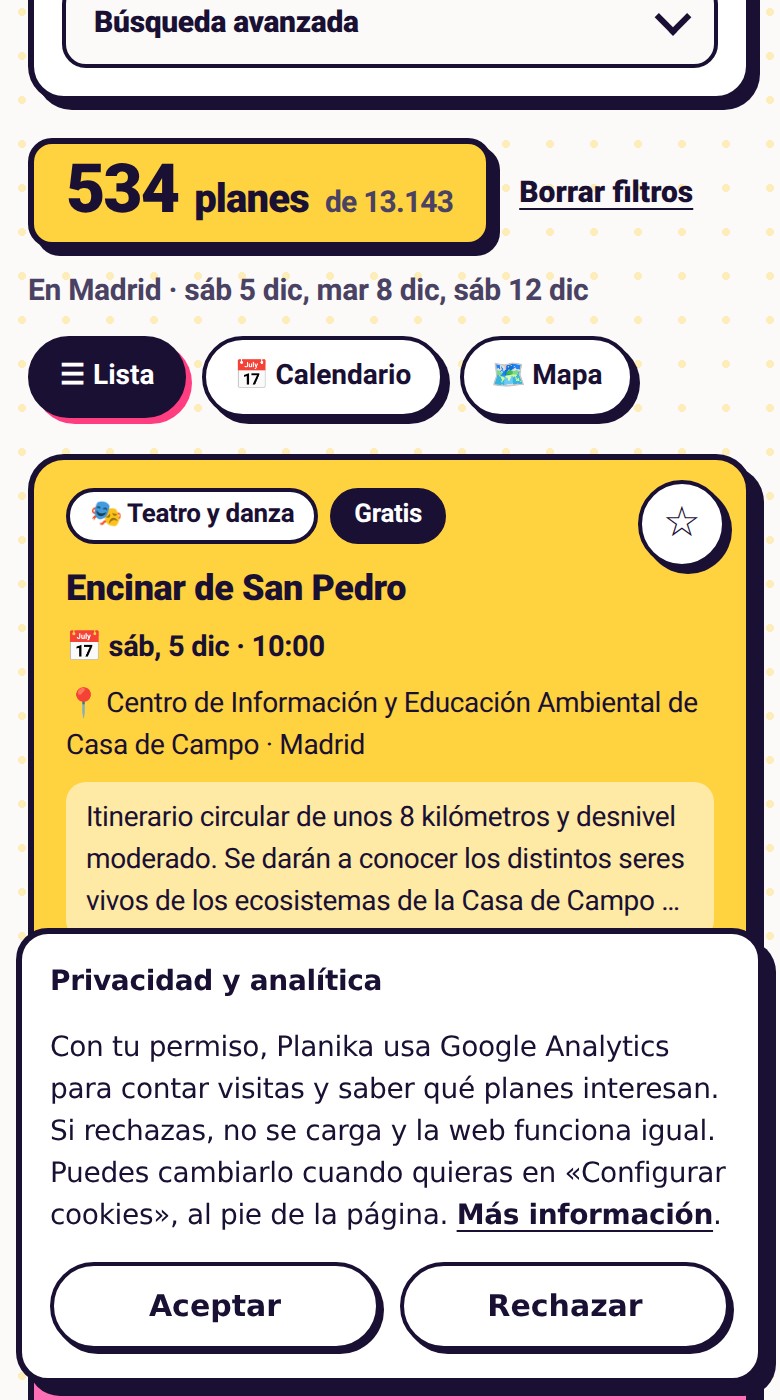 Búsqueda avanzada
534 planes de 13.143
Borrar filtros
En Madrid · sáb 5 dic, mar 8 dic, sáb 12 dic
☰ Lista
📅 Calendario
🗺️ Mapa
🎭 Teatro y danza
Gratis
☆
Encinar de San Pedro
📅 sáb, 5 dic · 10:00
📍 Centro de Información y Educación Ambiental de
Casa de Campo · Madrid
Itinerario circular de unos 8 kilómetros y desnivel
moderado. Se darán a conocer los distintos seres
vivos de los ecosistemas de la Casa de Campo ...
Privacidad y analítica
Con tu permiso, Planika usa Google Analytics
para contar visitas y saber qué planes interesan.
Si rechazas, no se carga y la web funciona igual.
Puedes cambiarlo cuando quieras en «Configurar
cookies», al pie de la página. Más información.
Aceptar
Rechazar